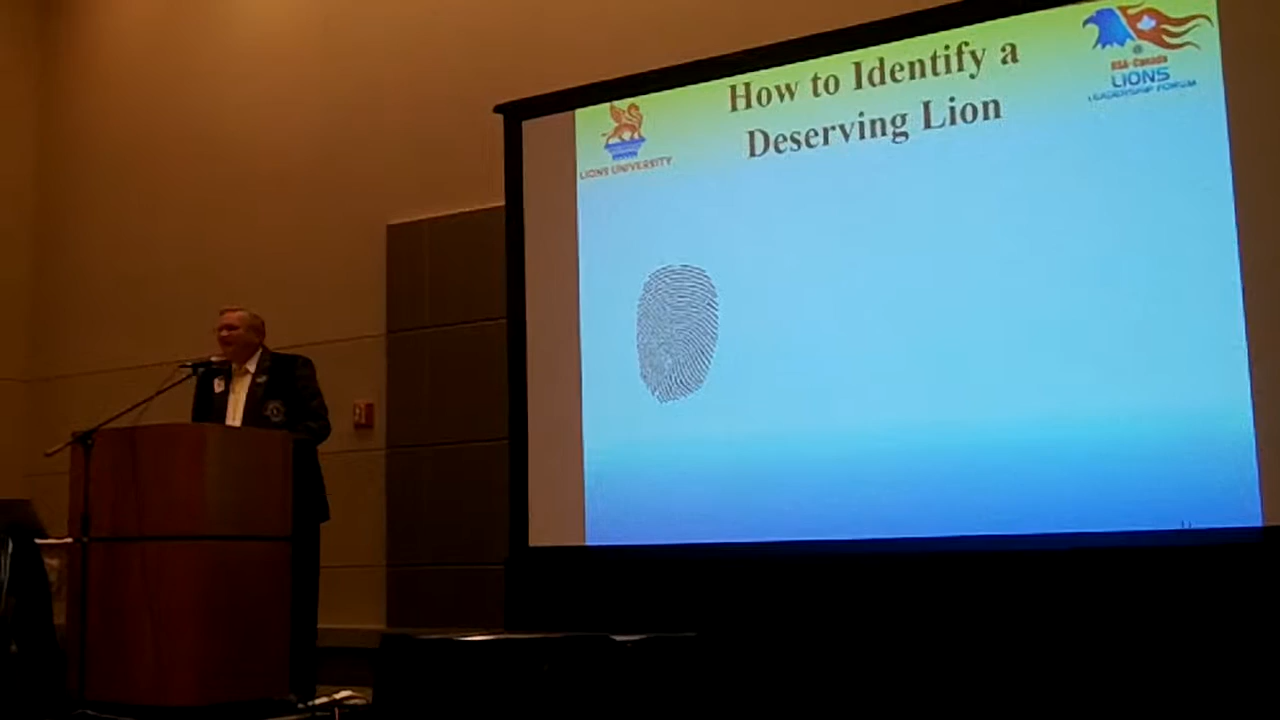 How to Identify a
Deserving Lion
LIONS UNIVERSITY
USA-Canada
LIONS
LEADERSHIP FORUM